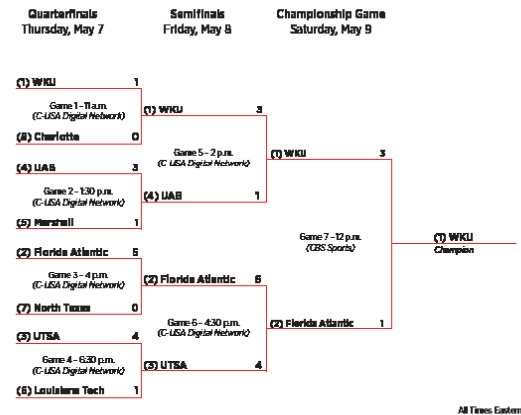 Quarterfinals
Thursday, May 7
Semifinals
Friday, May 8
Championship Game
Saturday, May 9
(1) WKU 1
Game 1 - 11 a.m.
(C-USA Digital Network)
(8) Charlotte 0
(1) WKU 3
Game 5 - 2 p.m.
(C-USA Digital Network)
(4) UAB 3
Game 2 - 1:30 p.m.
(C-USA Digital Network)
(5) Marshall 1
(4) UAB 1
(1) WKU 3
Game 7 - 12 p.m.
(CBS Sports)
(1) WKU
Champion
(2) Florida Atlantic 5
Game 3 - 4 p.m.
(C-USA Digital Network)
(7) North Texas 0
(2) Florida Atlantic 6
Game 6 - 4:30 p.m.
(C-USA Digital Network)
(2) Florida Atlantic 1
(3) UTSA 4
Game 4 - 6:30 p.m.
(C-USA Digital Network)
(6) Louisiana Tech 1
(3) UTSA 4
All Times Eastern